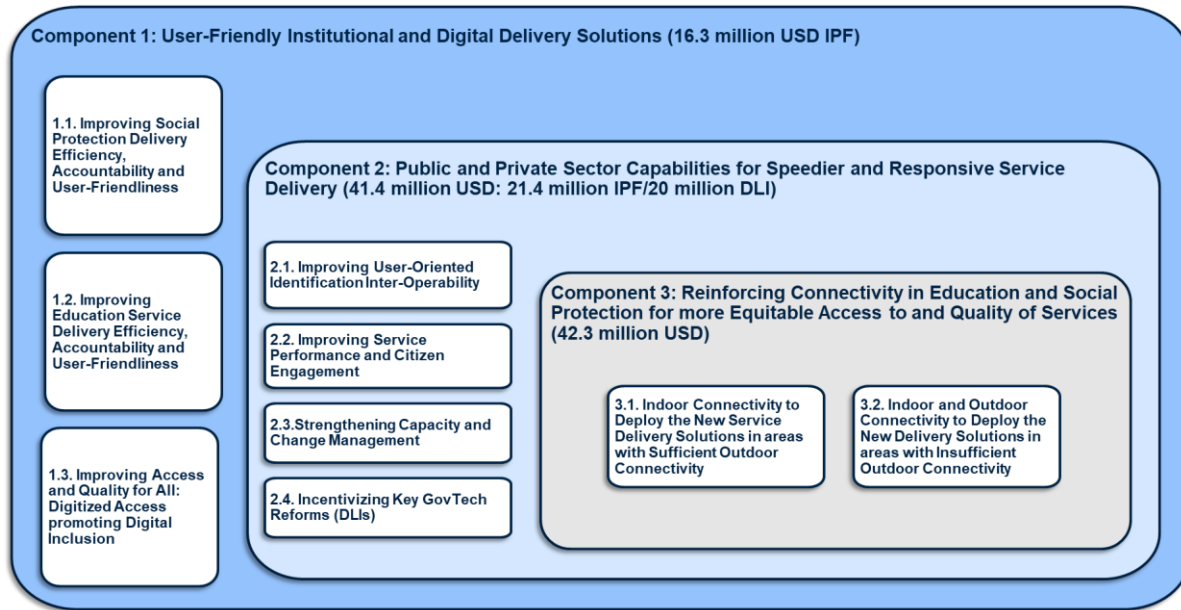 Component 1: User-Friendly Institutional and Digital Delivery Solutions (16.3 million USD IPF)
1.1. Improving Social
Protection Delivery
Efficiency,
Accountability and
User-Friendliness
1.2. Improving
Education Service
Delivery Efficiency,
Accountability and
User-Friendliness
1.3. Improving Access
and Quality for All:
Digitized Access
promoting Digital
Inclusion
Component 2: Public and Private Sector Capabilities for Speedier and Responsive Service
Delivery (41.4 million USD: 21.4 million IPF/20 million DLI)
2.1. Improving User-Oriented
Identification Inter-Operability
2.2. Improving Service
Performance and Citizen
Engagement
2.3.Strengthening Capacity and
Change Management
2.4. Incentivizing Key GovTech
Reforms (DLIs)
Component 3: Reinforcing Connectivity in Education and Social
Protection for more Equitable Access to and Quality of Services
(42.3 million USD)
3.1. Indoor Connectivity to
Deploy the New Service
Delivery Solutions in areas
with Sufficient Outdoor
Connectivity
3.2. Indoor and Outdoor
Connectivity to Deploy the
New Delivery Solutions in
areas with Insufficient
Outdoor Connectivity